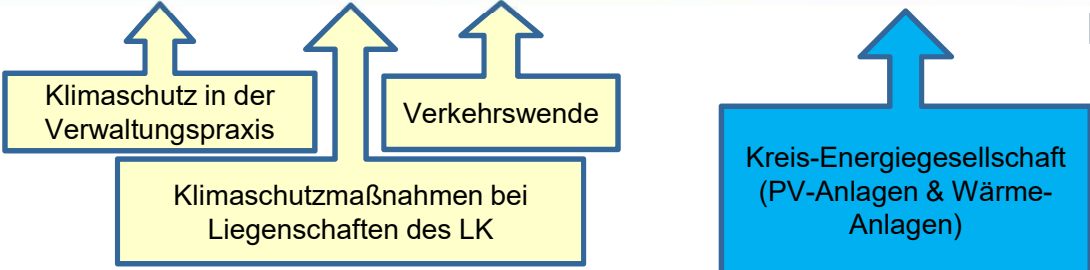 Klimaschutz in der
Verwaltungspraxis
Verkehrswende
Klimaschutzmaßnahmen bei
Liegenschaften des LK
Kreis-Energiegesellschaft
(PV-Anlagen & Wärme-
Anlagen)